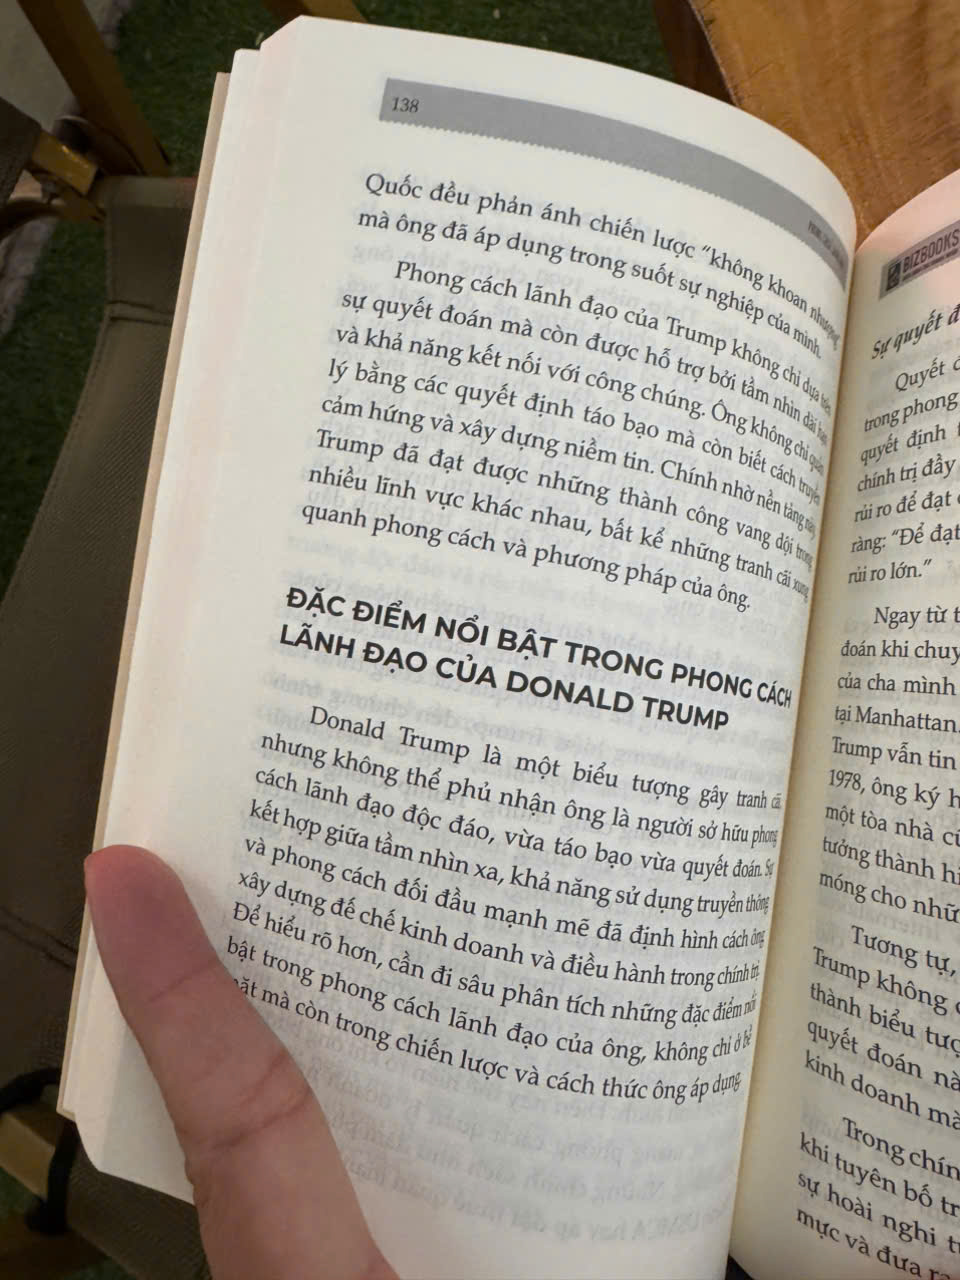 138
Quốc đều phản ánh chiến lược “không khoan nhượng”
mà ông đã áp dụng trong suốt sự nghiệp của mình.
Phong cách lãnh đạo của Trump không chỉ dựa trên
sự quyết đoán mà còn được hỗ trợ bởi tầm nhìn dài hạn
và khả năng kết nối với công chúng. Ông không chỉ quản
lý bằng các quyết định táo bạo mà còn biết cách truyền
cảm hứng và xây dựng niềm tin. Chính nhờ nền tảng này
Trump đã đạt được những thành công vang dội trong
nhiều lĩnh vực khác nhau, bất kể những tranh cãi xung
quanh phong cách và phương pháp của ông.
ĐẶC ĐIỂM NỔI BẬT TRONG PHONG CÁCH
LÃNH ĐẠO CỦA DONALD TRUMP
Donald Trump là một biểu tượng gây tranh cãi,
nhưng không thể phủ nhận ông là người sở hữu phong
cách lãnh đạo độc đáo, vừa táo bạo vừa quyết đoán. Sự
kết hợp giữa tầm nhìn xa, khả năng sử dụng truyền thông
và phong cách đối đầu mạnh mẽ đã định hình cách ông
xây dựng đế chế kinh doanh và điều hành trong chính trị.
Để hiểu rõ hơn, cần đi sâu phân tích những đặc điểm nổi
bật trong phong cách lãnh đạo của ông, không chỉ ở bề
mặt mà còn trong chiến lược và cách thức ông áp dụng.
BIZBOOKS
Sự quyết đ
Quyết đ
trong phong
quyết định t
chính trị đầy
rủi ro để đạt
ràng: “Để đạt
rủi ro lớn.”
Ngay từ t
đoán khi chuy
của cha mình
tại Manhattan.
Trump vẫn tin
1978, ông ký h
một tòa nhà cũ
tưởng thành hi
móng cho nhữ
Tương tự,
Trump không
thành biểu tượ
quyết đoán nà
kinh doanh mà
Trong chín
khi tuyên bố tr
sự hoài nghi t
mực và đưa ra